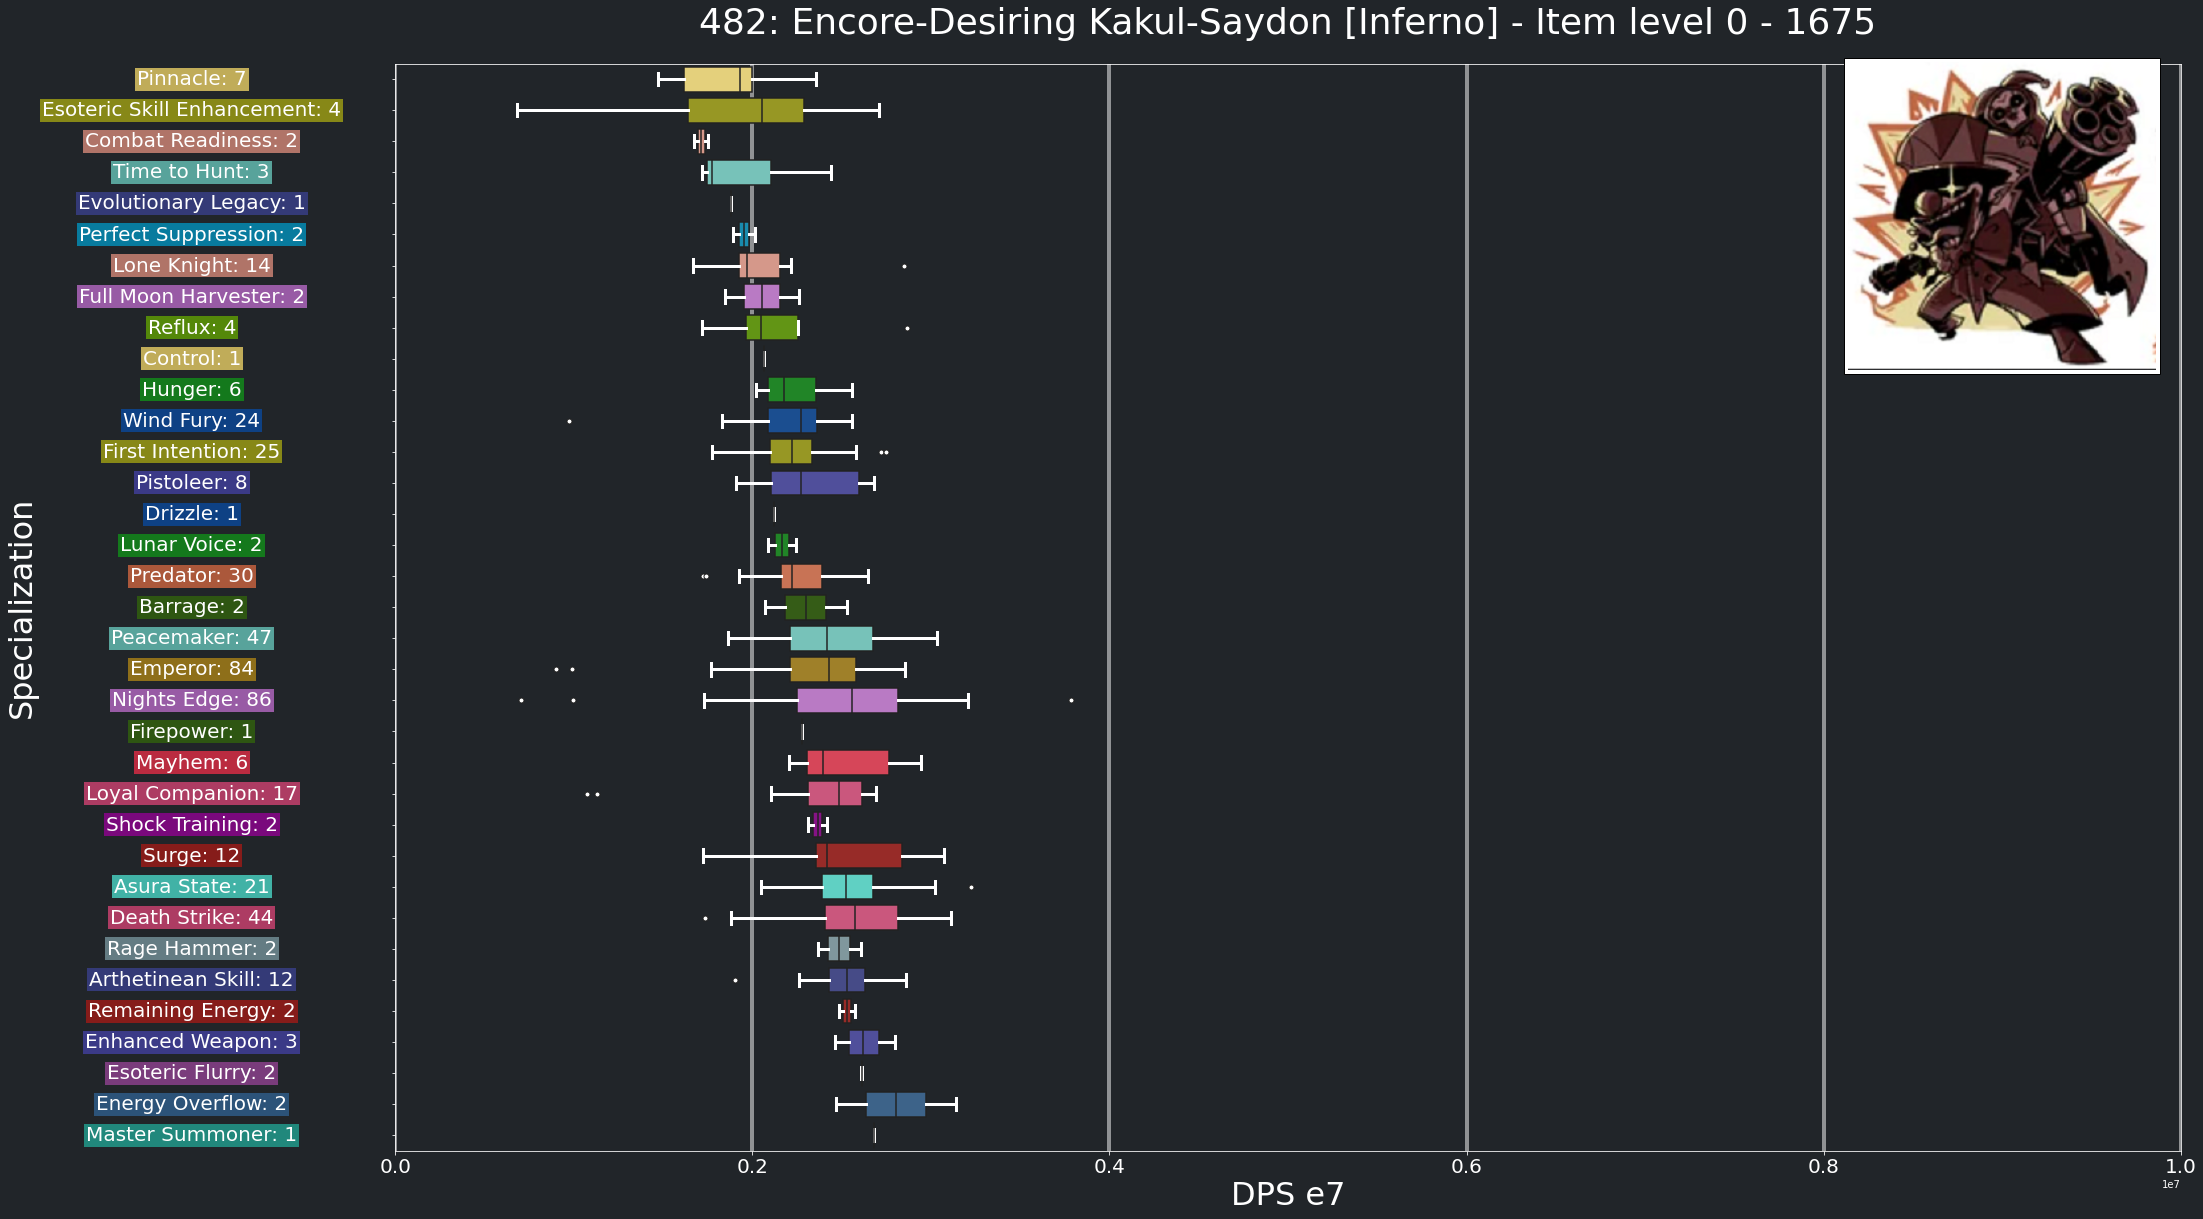 482: Encore-Desiring Kakul-Saydon [Inferno] - Item level 0 - 1675
Pinnacle: 7
Esoteric Skill Enhancement: 4
Combat Readiness: 2
Time to Hunt: 3
Evolutionary Legacy: 1
Perfect Suppression: 2
Lone Knight: 14
Full Moon Harvester: 2
Reflux: 4
Control: 1
Hunger: 6
Wind Fury: 24
First Intention: 25
Pistoleer: 8
Drizzle: 1
Lunar Voice: 2
Predator: 30
Barrage: 2
Peacemaker: 47
Emperor: 84
Nights Edge: 86
Firepower: 1
Mayhem: 6
Loyal Companion: 17
Shock Training: 2
Surge: 12
Asura State: 21
Death Strike: 44
Rage Hammer: 2
Arthetinean Skill: 12
Remaining Energy: 2
Enhanced Weapon: 3
Esoteric Flurry: 2
Energy Overflow: 2
Master Summoner: 1
Specialization
0.0 0.2 0.4 0.6 0.8 1.0
1e7
DPS e7